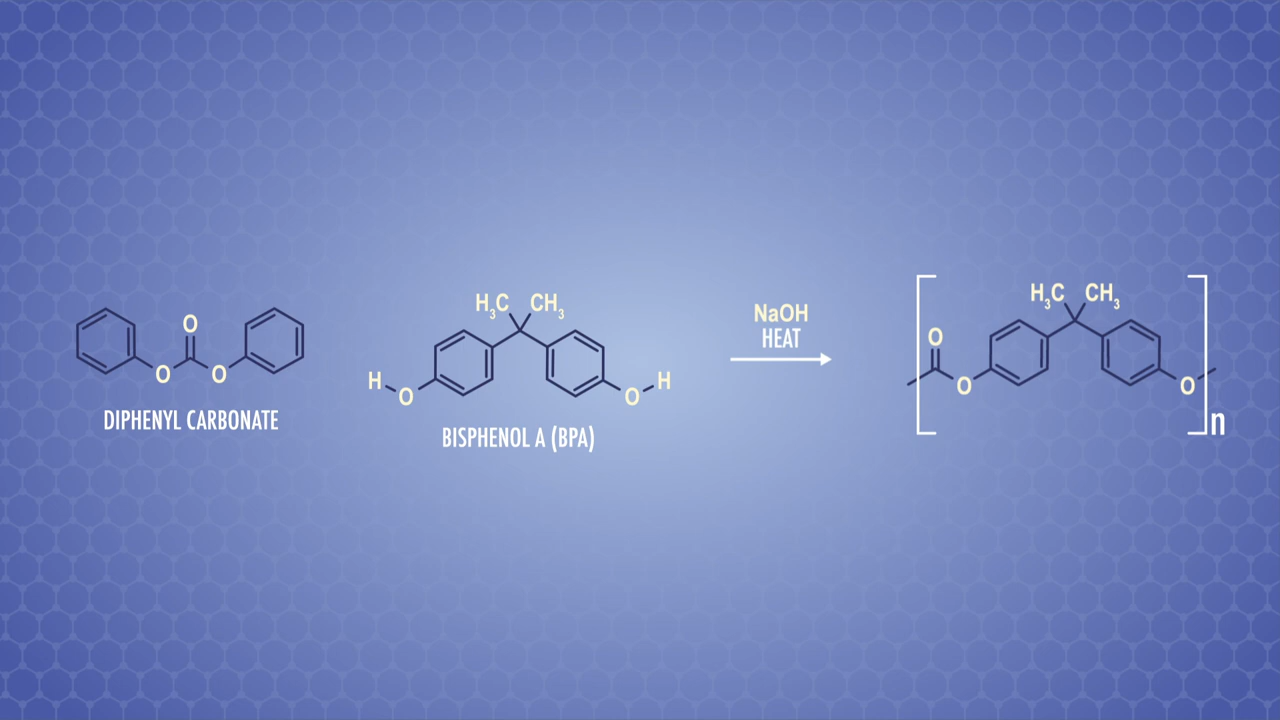 O
O O
DIPHENYL CARBONATE
H₃C CH₃
H O O H
BISPHENOL A (BPA)
NaOH
HEAT
H₃C CH₃
O
O O
n